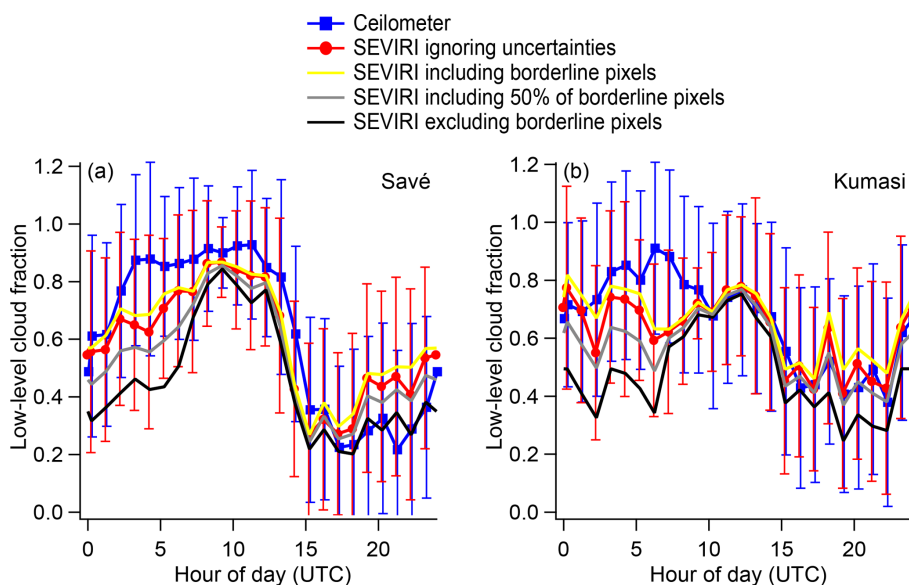 Ceilometer
SEVIRI ignoring uncertainties
SEVIRI including borderline pixels
SEVIRI including 50% of borderline pixels
SEVIRI excluding borderline pixels
(a)
Savé
Low-level cloud fraction
1.2
1.0
0.8
0.6
0.4
0.2
0.0
0 5 10 15 20
Hour of day (UTC)
(b)
Kumasi
Low-level cloud fraction
1.2
1.0
0.8
0.6
0.4
0.2
0.0
0 5 10 15 20
Hour of day (UTC)